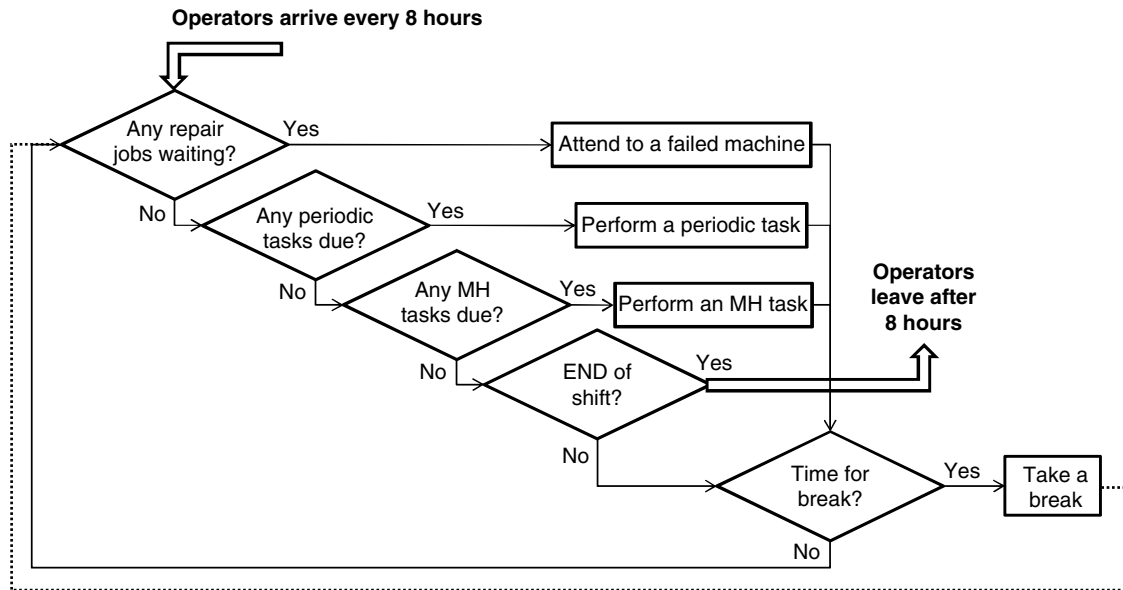 Operators arrive every 8 hours
Any repair
jobs waiting?
Yes
Attend to a failed machine
No
Any periodic
tasks due?
Yes
Perform a periodic task
No
Any MH
tasks due?
Yes
Perform an MH task
Operators
leave after
8 hours
No
END of
shift?
Yes
No
Time for
break?
Yes
Take a
break
No